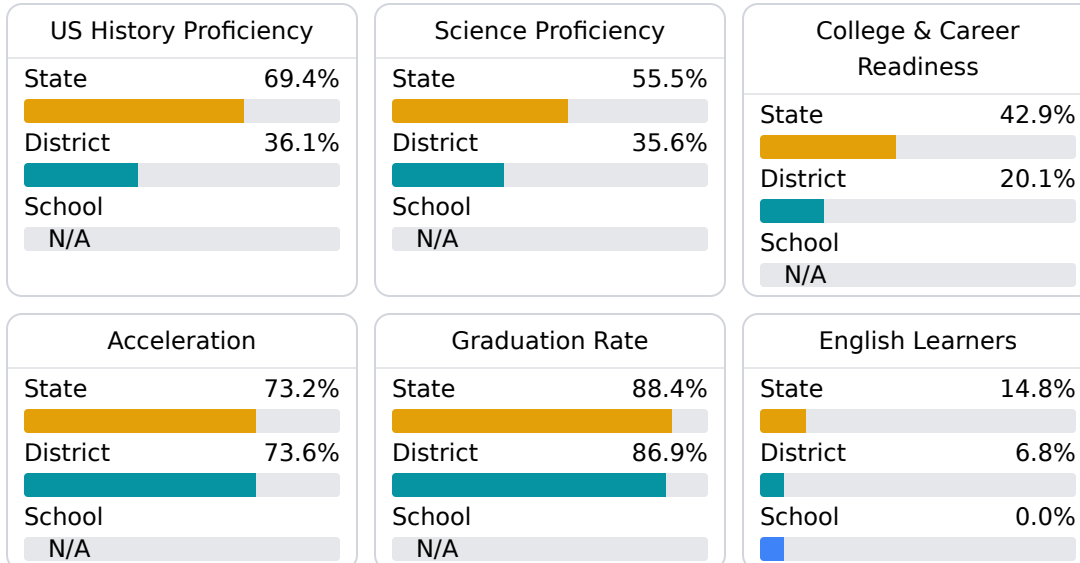 US History Proficiency
State 69.4%
District 36.1%
School
N/A
Science Proficiency
State 55.5%
District 35.6%
School
N/A
College & Career
Readiness
State 42.9%
District 20.1%
School
N/A
Acceleration
State 73.2%
District 73.6%
School
N/A
Graduation Rate
State 88.4%
District 86.9%
School
N/A
English Learners
State 14.8%
District 6.8%
School 0.0%